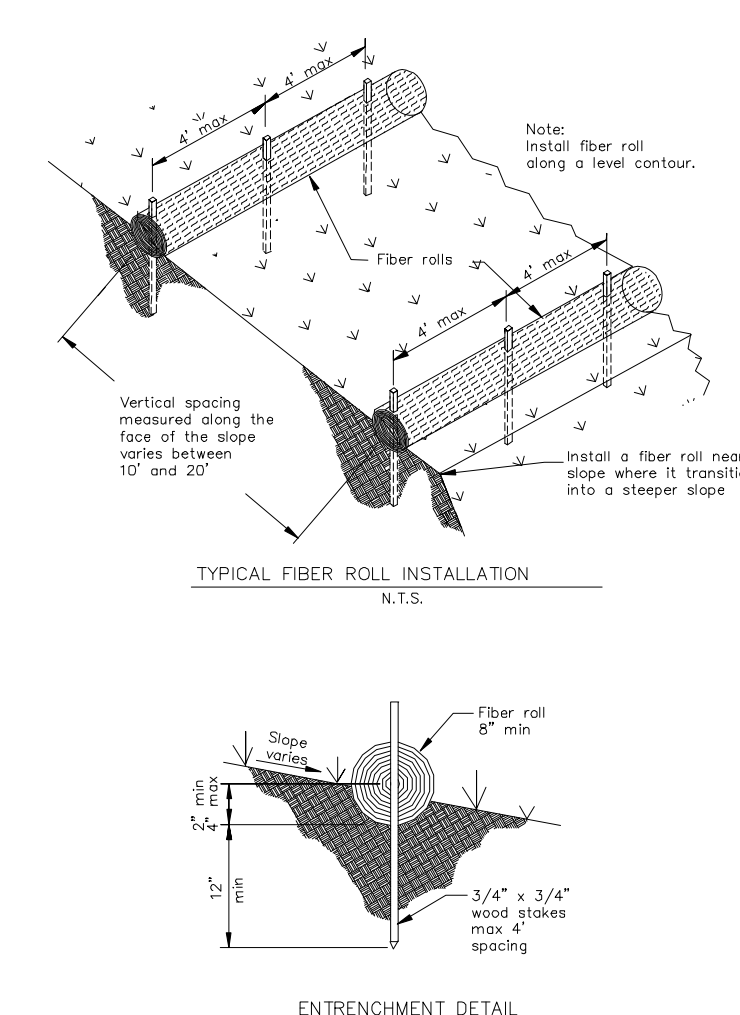 4' max
4' max
Note:
Install fiber roll
along a level contour.
Fiber rolls
4' max
4' max
Vertical spacing
measured along the
face of the slope
varies between
10' and 20'
Install a fiber roll near
slope where it
into a steeper slope
TYPICAL FIBER ROLL INSTALLATION
N.T.S.
Fiber roll
8" min
Slope
varies
2" min
4" max
12"
min
3/4" x 3/4"
wood stakes
max 4'
spacing
ENTRENCHMENT DETAIL